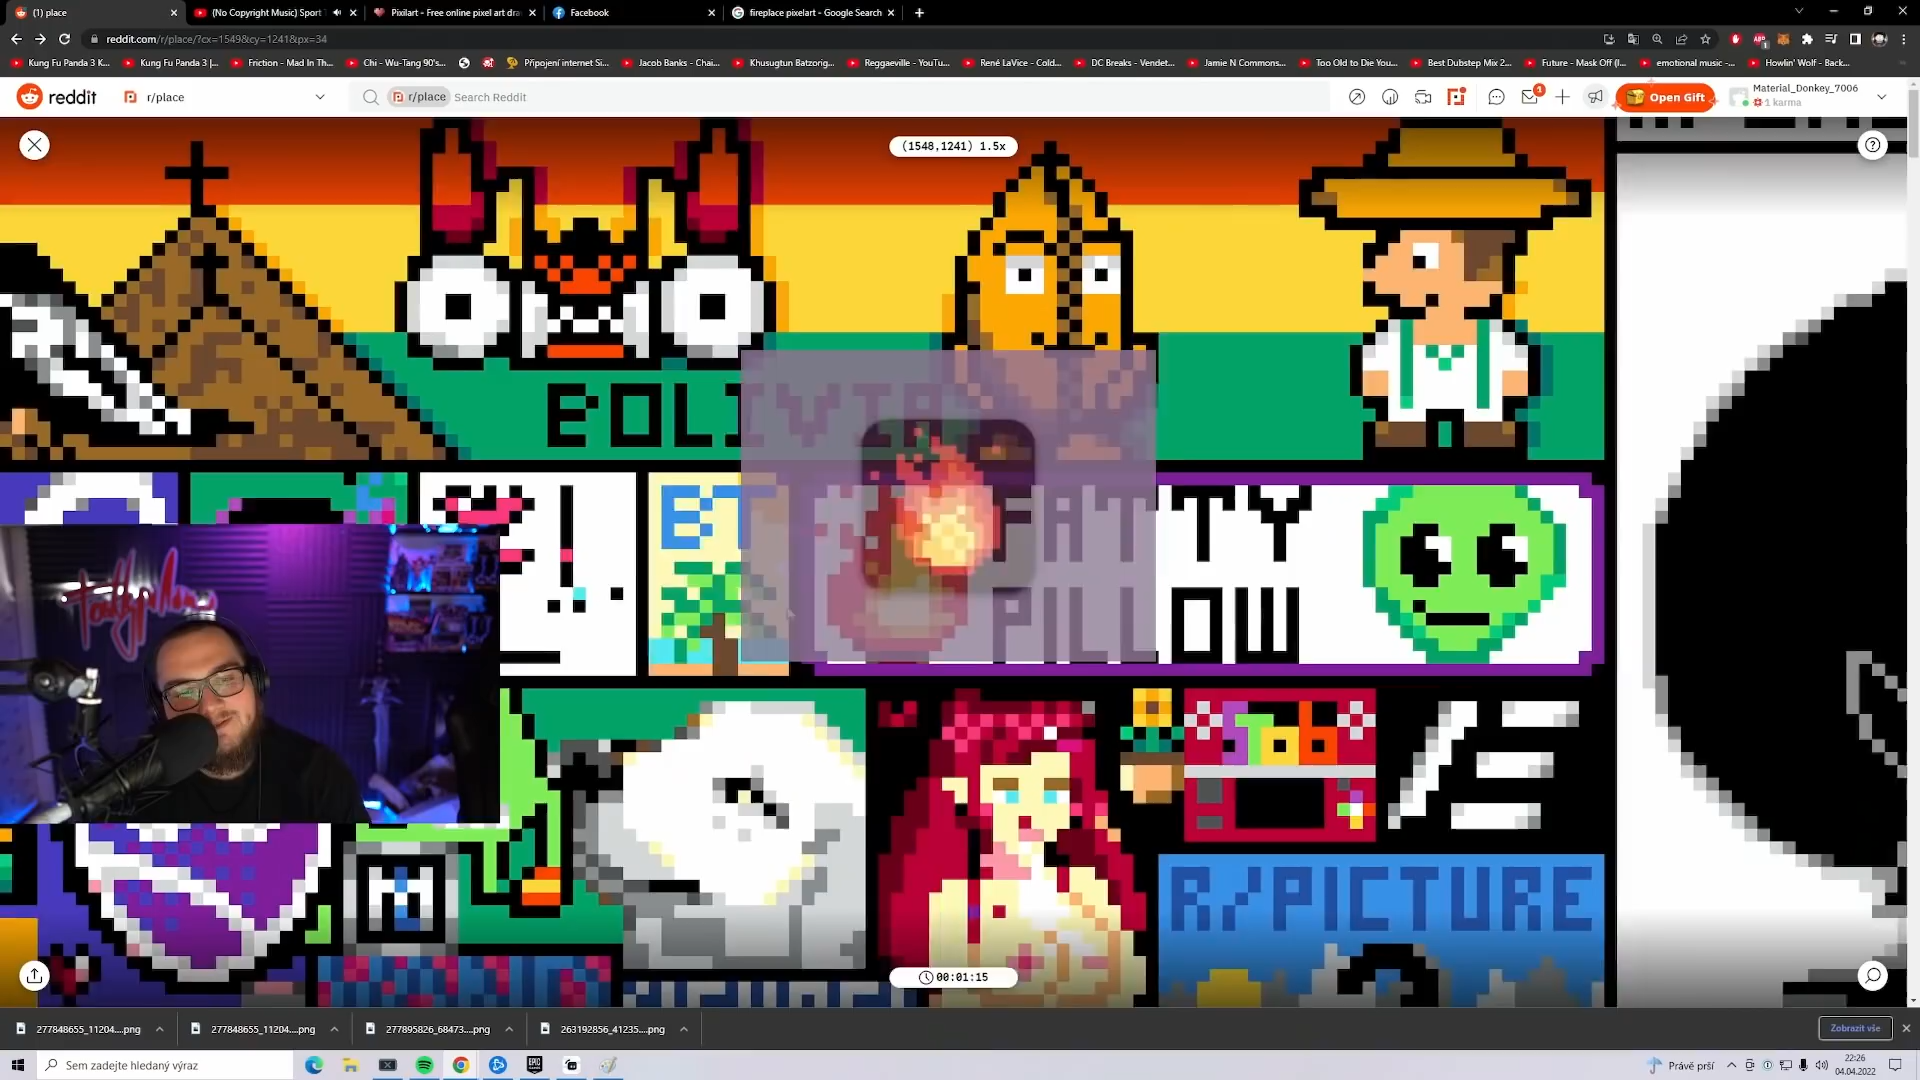 (1) place
(No Copyright Music) Sport
Pixilart - Free online pixel art dra
Facebook
fireplace pixelart - Google Search
reddit.com/r/place/?cx=1549&cy=1241&px=34
Kung Fu Panda 3 K...
Kung Fu Panda 3 |...
Friction - Mad In Th...
Chi - Wu-Tang 90's...
Připojení internet Si...
Jacob Banks - Chai...
Khusugtun Batzorig...
Reggaeville - YouTu...
René LaVice - Cold...
DC Breaks - Vendet...
Jamie N Commons...
Too Old to Die You...
Best Dubstep Mix 2...
Future - Mask Off (l...
emotional music -...
Howlin' Wolf - Back...
reddit
r/place
r/place Search Reddit
1
Open Gift
Material_Donkey_7006
1 karma
(1548,1241) 1.5x
BOLIVIA
BT
FATTY
PILLOW
Stab
M
R/PICTURE
00:01:15
277848655_11204....png
277848655_11204....png
277895826_68473....png
263192856_41235....png
Zobrazit vše
Sem zadejte hledaný výraz
Právě prší
22:26
04.04.2022